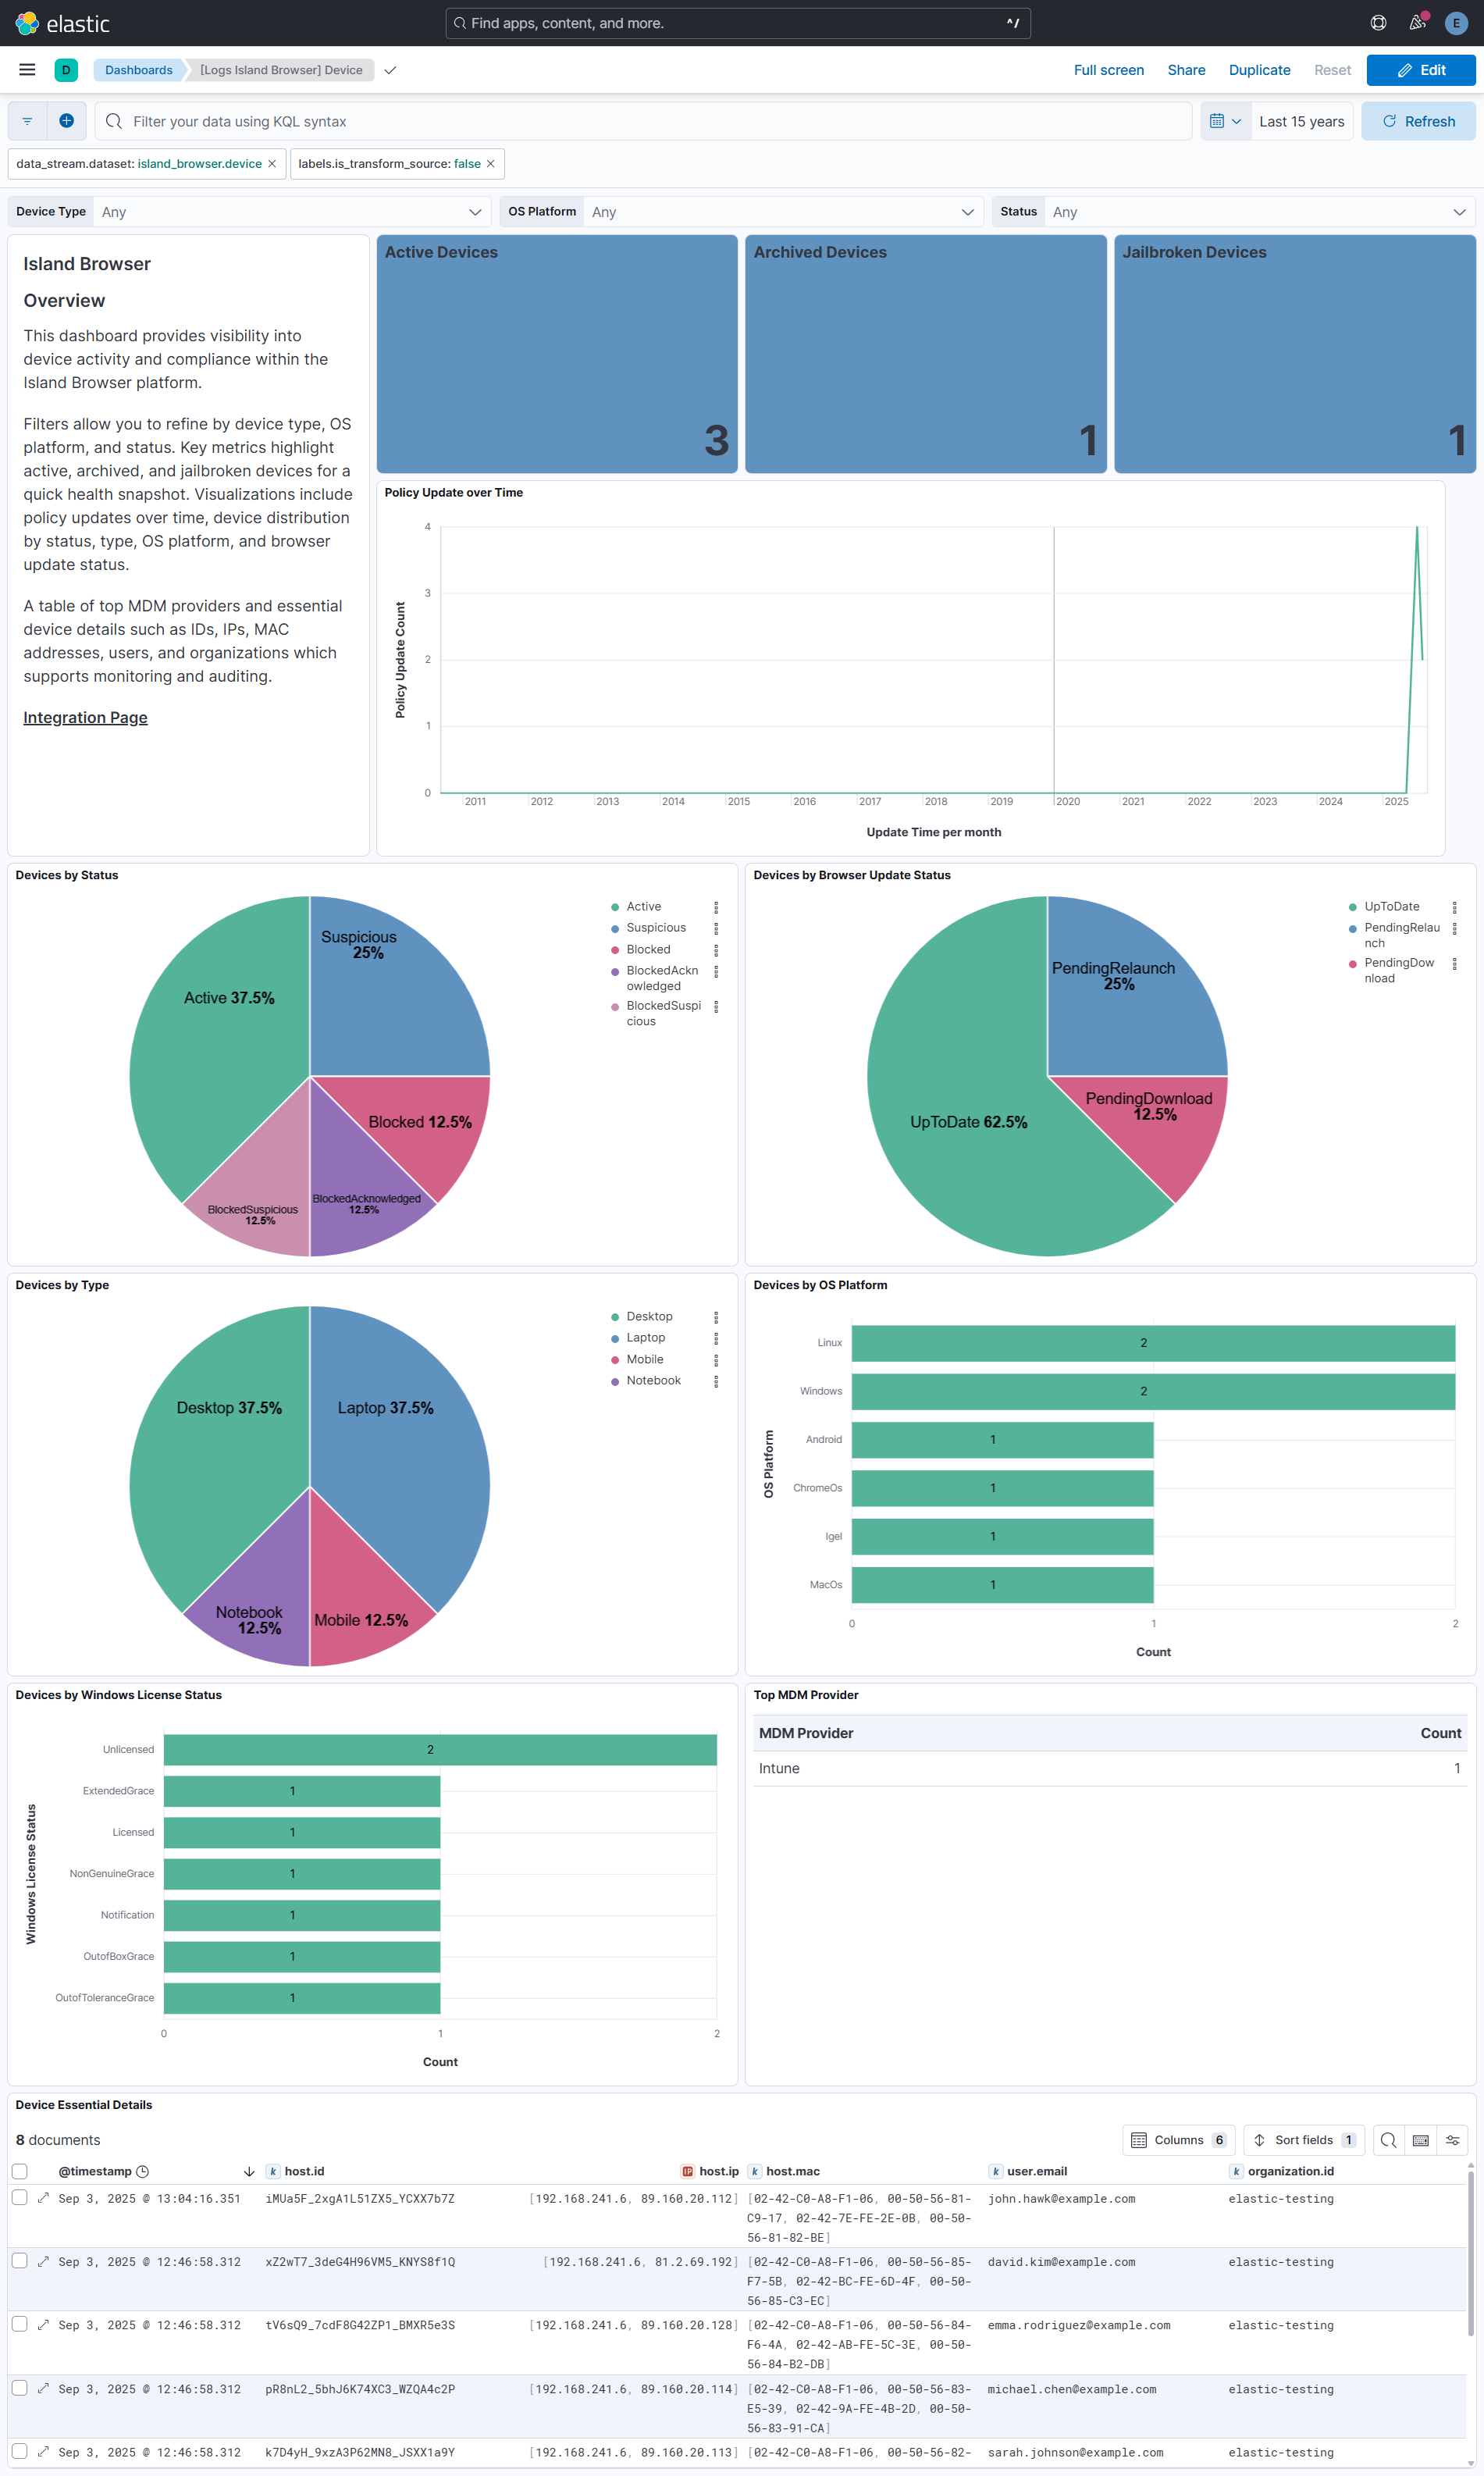 elastic
Find apps, content, and more.
^/
E
D
Dashboards
[Logs Island Browser] Device
Full screen
Share
Duplicate
Reset
Edit
Filter your data using KQL syntax
Last 15 years
Refresh
data_stream.dataset: island_browser.device
labels.is_transform_source: false
Device Type
Any
OS Platform
Any
Status
Any
Island Browser
Overview
This dashboard provides visibility into
device activity and compliance within the
Island Browser platform.
Filters allow you to refine by device type, OS
platform, and status. Key metrics highlight
active, archived, and jailbroken devices for a
quick health snapshot. Visualizations include
policy updates over time, device distribution
by status, type, OS platform, and browser
update status.
A table of top MDM providers and essential
device details such as IDs, IPs, MAC
addresses, users, and organizations which
supports monitoring and auditing.
Integration Page
Active Devices
3
Archived Devices
1
Jailbroken Devices
1
Policy Update over Time
Policy Update Count
4
3
2
1
0
2011
2012
2013
2014
2015
2016
2017
2018
2019
2020
2021
2022
2023
2024
2025
Update Time per month
Devices by Status
Suspicious
25%
Active 37.5%
Blocked 12.5%
BlockedAcknowledged
12.5%
BlockedSuspicious
12.5%
Active
Suspicious
Blocked
BlockedAckn
owledged
BlockedSuspi
cious
Devices by Browser Update Status
PendingRelaunch
25%
PendingDownload
12.5%
UpToDate 62.5%
UpToDate
PendingRelau
nch
PendingDow
nload
Devices by Type
Desktop 37.5%
Laptop 37.5%
Notebook
12.5%
Mobile 12.5%
Desktop
Laptop
Mobile
Notebook
Devices by OS Platform
OS Platform
Linux
2
Windows
2
Android
1
ChromeOs
1
Igel
1
MacOs
1
0
1
2
Count
Devices by Windows License Status
Windows License Status
Unlicensed
2
ExtendedGrace
1
Licensed
1
NonGenuineGrace
1
Notification
1
OutofBoxGrace
1
OutofToleranceGrace
1
0
1
2
Count
Top MDM Provider
MDM Provider
Count
Intune
1
Device Essential Details
8 documents
Columns 6
Sort fields 1
@timestamp
k host.id
IP host.ip
k host.mac
k user.email
k organization.id
Sep 3, 2025 @ 13:04:16.351
iMUa5F_2xgA1L51ZX5_YCXX7b7Z
[192.168.241.6, 89.160.20.112]
[02-42-C0-A8-F1-06, 00-50-56-81-
C9-17, 02-42-7E-FE-2E-0B, 00-50-
56-81-82-BE]
john.hawk@example.com
elastic-testing
Sep 3, 2025 @ 12:46:58.312
xZ2wT7_3deG4H96VM5_KNYS8f1Q
[192.168.241.6, 81.2.69.192]
[02-42-C0-A8-F1-06, 00-50-56-85-
F7-5B, 02-42-BC-FE-6D-4F, 00-50-
56-85-C3-EC]
david.kim@example.com
elastic-testing
Sep 3, 2025 @ 12:46:58.312
tV6sQ9_7cdF8G42ZP1_BMXR5e3S
[192.168.241.6, 89.160.20.128]
[02-42-C0-A8-F1-06, 00-50-56-84-
F6-4A, 02-42-AB-FE-5C-3E, 00-50-
56-84-B2-DB]
emma.rodriguez@example.com
elastic-testing
Sep 3, 2025 @ 12:46:58.312
pR8nL2_5bhJ6K74XC3_WZQA4c2P
[192.168.241.6, 89.160.20.114]
[02-42-C0-A8-F1-06, 00-50-56-83-
E5-39, 02-42-9A-FE-4B-2D, 00-50-
56-83-91-CA]
michael.chen@example.com
elastic-testing
Sep 3, 2025 @ 12:46:58.312
k7D4yH_9xzA3P62MN8_JSXX1a9Y
[192.168.241.6, 89.160.20.113]
[02-42-C0-A8-F1-06, 00-50-56-82-
sarah.johnson@example.com
elastic-testing